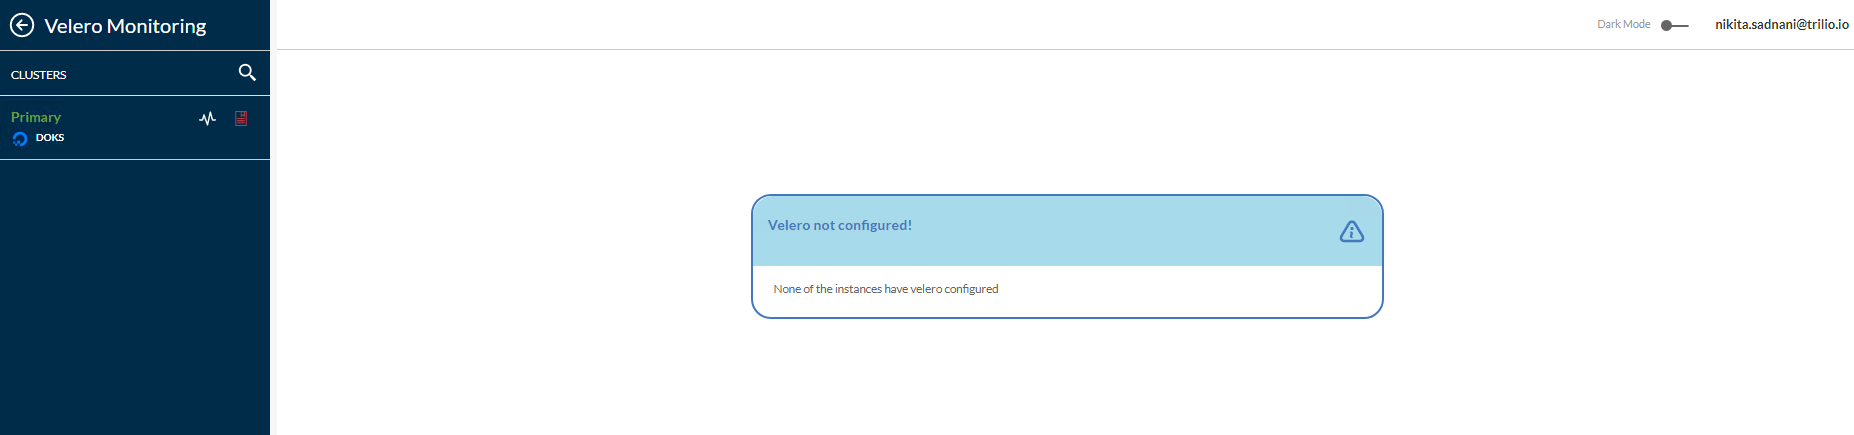 Velero Monitoring
Dark Mode
nikita.sadnani@trilio.io
CLUSTERS
Primary
DOKS
Velero not configured!
None of the instances have velero configured